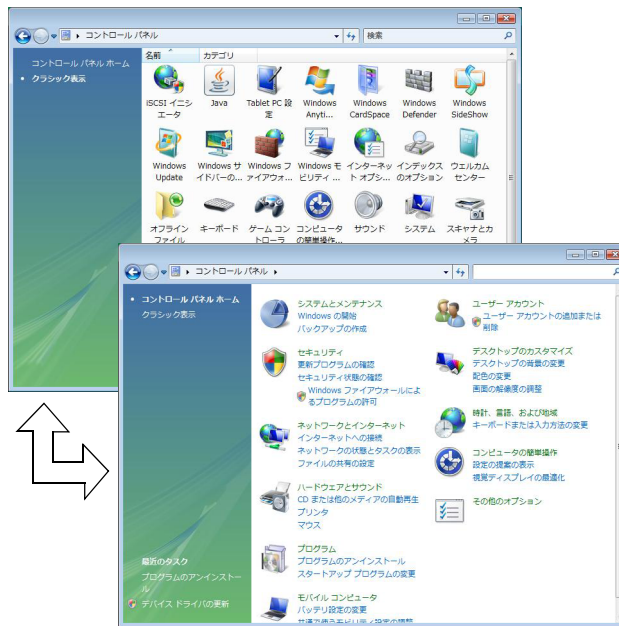 コントロール パネル
検索
コントロール パネル ホーム
クラシック表示
名前 カテゴリ
iSCSI イニシエータ
Java
Tablet PC 設定
Windows Anyti...
Windows CardSpace
Windows Defender
Windows SideShow
Windows Update
Windows サイドバーの...
Windows ファイアウォ...
Windows モビリティ ...
インターネット オプシ...
インデックスのオプション
ウェルカム センター
オフライン ファイル
キーボード
ゲーム コントローラ
コンピュータの簡単操作...
サウンド
システム
スキャナとカメラ
コントロール パネル
コントロール パネル ホーム
クラシック表示
システムとメンテナンス
Windows の開始
バックアップの作成
セキュリティ
更新プログラムの確認
セキュリティ状態の確認
Windows ファイアウォールによ
るプログラムの許可
ネットワークとインターネット
インターネットへの接続
ネットワークの状態とタスクの表示
ファイルの共有の設定
ハードウェアとサウンド
CD または他のメディアの自動再生
プリンタ
マウス
プログラム
プログラムのアンインストール
スタートアップ プログラムの変更
モバイル コンピュータ
バッテリ設定の変更
共通で使うモビリティ設定の調整
ユーザー アカウント
ユーザー アカウントの追加または
削除
デスクトップのカスタマイズ
デスクトップの背景の変更
配色の変更
画面の解像度の調整
時計、言語、および地域
キーボードまたは入力方法の変更
コンピュータの簡単操作
設定の提案の表示
視覚ディスプレイの最適化
その他のオプション
最近のタスク
プログラムのアンインストー
ル
デバイス ドライバの更新